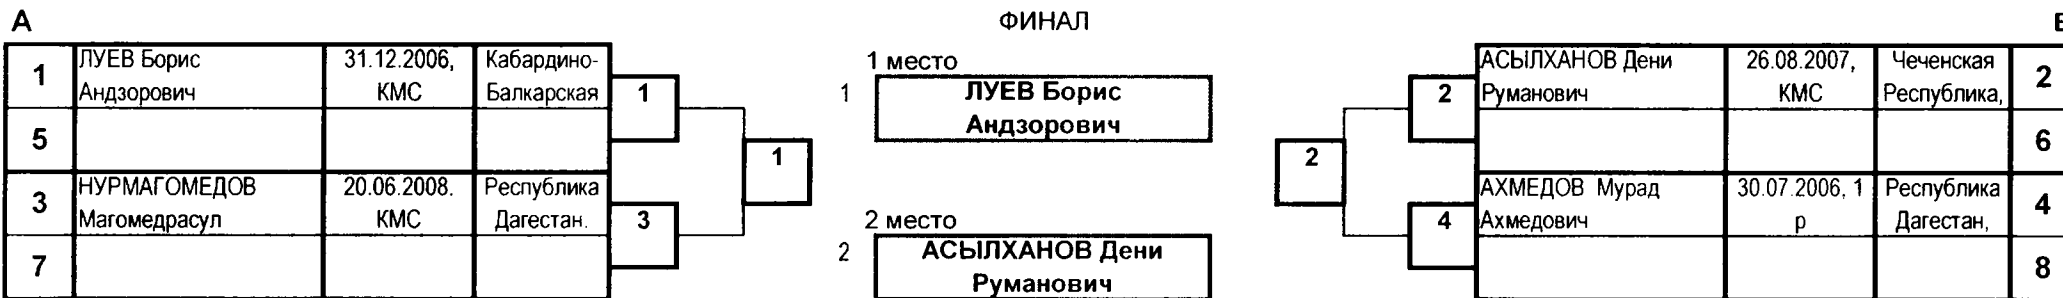 А
ФИНАЛ
1
ЛУЕВ Борис
Андзорович
31.12.2006,
КМС
Кабардино-
Балкарская
5
3
НУРМАГОМЕДОВ
Магомедрасул
20.06.2008.
КМС
Республика
Дагестан.
7
1
3
1
1 место
1
ЛУЕВ Борис
Андзорович
2 место
2
АСЫЛХАНОВ Дени
Руманович
2
2
4
АСЫЛХАНОВ Дени
Руманович
26.08.2007,
КМС
Чеченская
Республика,
2
6
АХМЕДОВ Мурад
Ахмедович
30.07.2006, 1
р
Республика
Дагестан,
4
8